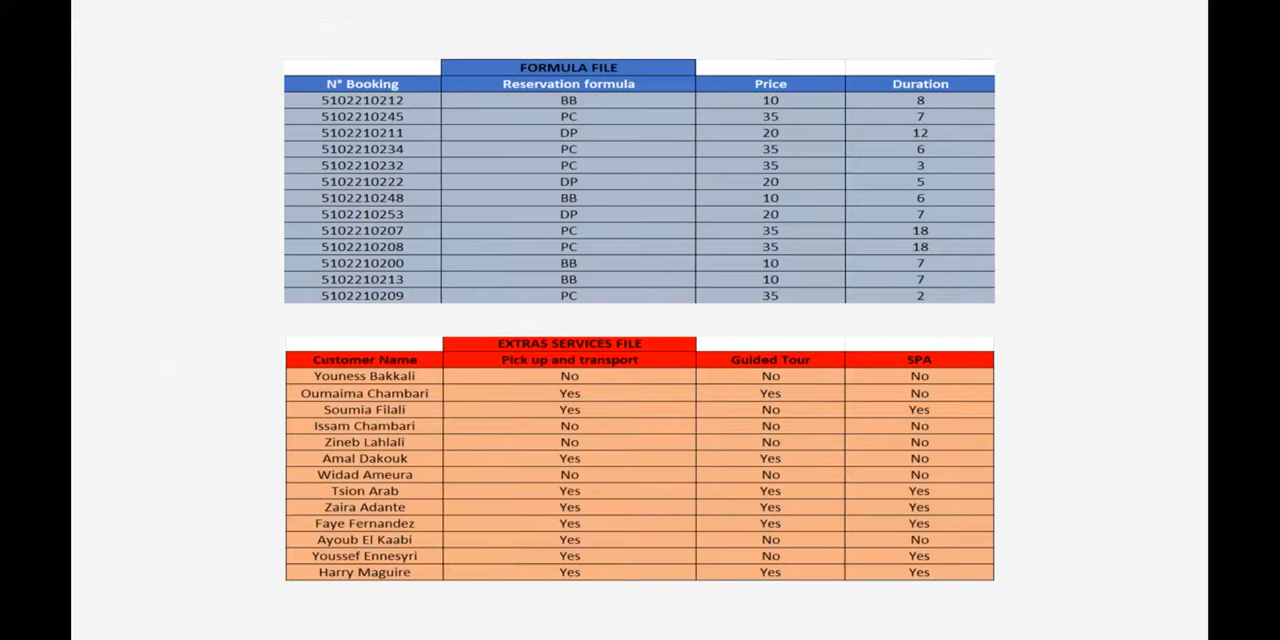 FORMULA FILE
N° Booking Reservation formula Price Duration
5102210212 BB 10 8
5102210245 PC 35 7
5102210211 DP 20 12
5102210234 PC 35 6
5102210232 PC 35 3
5102210222 DP 20 5
5102210248 BB 10 6
5102210253 DP 20 7
5102210207 PC 35 18
5102210208 PC 35 18
5102210200 BB 10 7
5102210213 BB 10 7
5102210209 PC 35 2
EXTRAS SERVICES FILE
Customer Name Pick up and transport Guided Tour SPA
Youness Bakkali No No No
Oumaima Chambari Yes Yes No
Soumia Filali Yes No Yes
Issam Chambari No No No
Zineb Lahlali No No No
Amal Dakouk Yes Yes No
Widad Ameura No No No
Tsion Arab Yes Yes Yes
Zaira Adante Yes Yes Yes
Faye Fernandez Yes Yes Yes
Ayoub El Kaabi Yes No No
Youssef Ennesyri Yes No Yes
Harry Maguire Yes Yes Yes